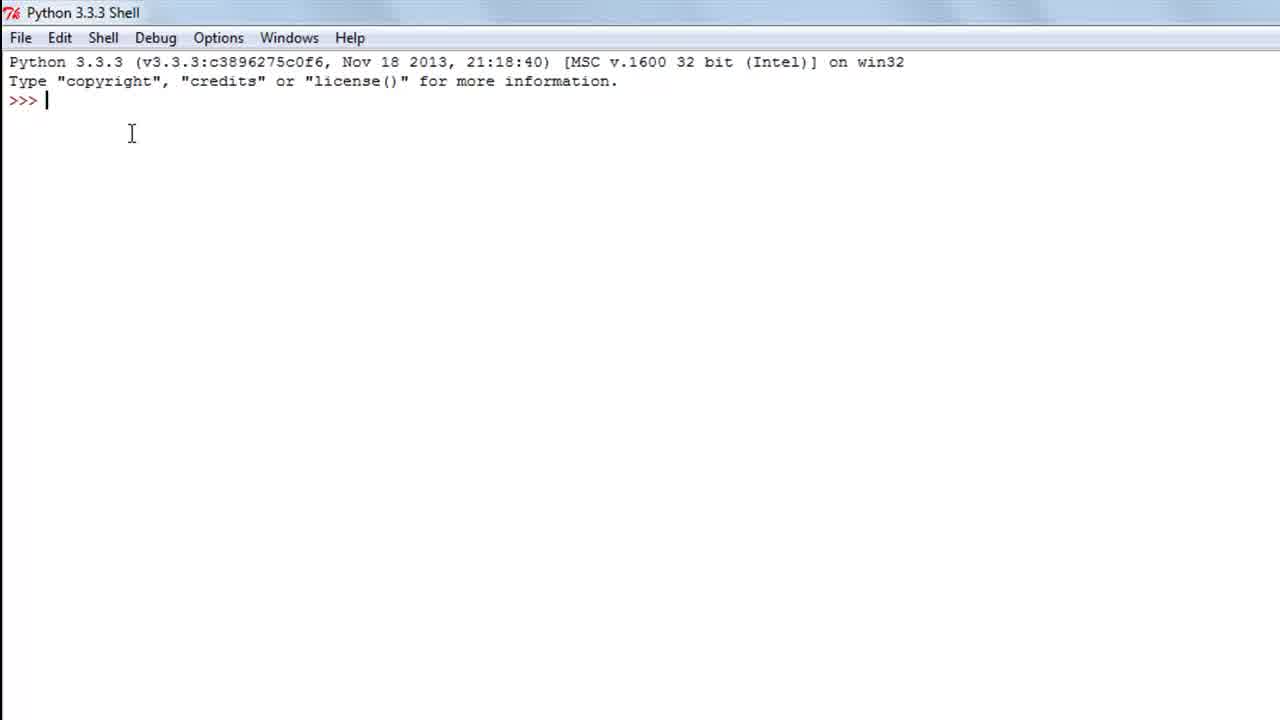 Python 3.3.3 Shell
File Edit Shell Debug Options Windows Help
Python 3.3.3 (v3.3.3:c3896275c0f6, Nov 18 2013, 21:18:40) [MSC v.1600 32 bit (Intel)] on win32
Type "copyright", "credits" or "license()" for more information.
>>>